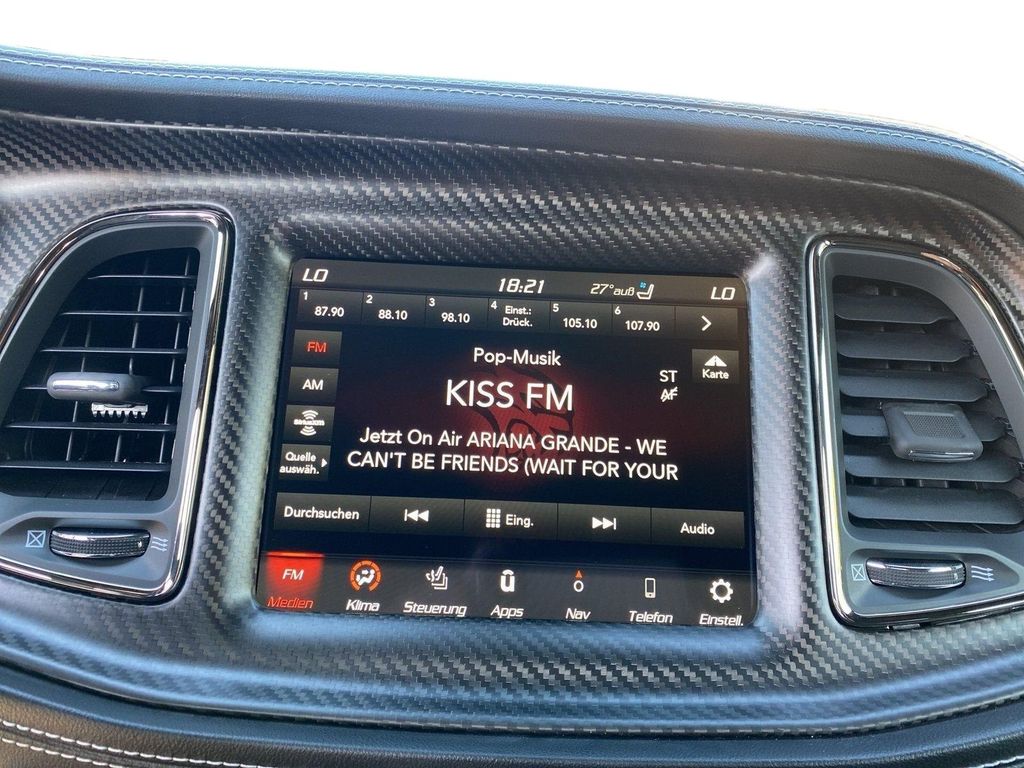 LO 18:21 27°auß LO
1 87.90 2 88.10 3 98.10 4 Einst.: Drück. 5 105.10 6 107.90
FM
Pop-Musik
Karte
AM
KISS FM
ST
AF
siriusxm
Jetzt On Air ARIANA GRANDE - WE
CAN'T BE FRIENDS (WAIT FOR YOUR
Quelle
auswäh.
Durchsuchen Eing. Audio
FM
Medien Klima Steuerung Apps Nav Telefon Einstell.